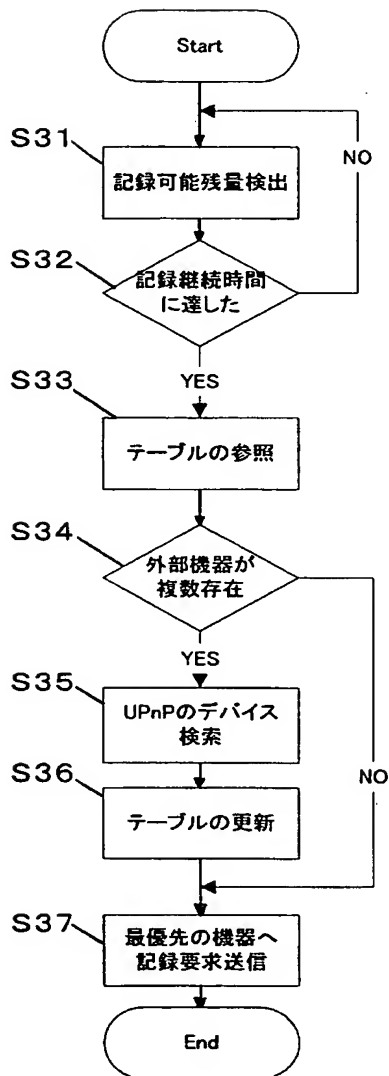 Start
S31
記録可能残量検出
NO
S32
記録継続時間
に達した
YES
S33
テーブルの参照
S34
外部機器が
複数存在
YES
S35
UPnPのデバイス
検索
S36
テーブルの更新
NO
S37
最優先の機器へ
記録要求送信
End